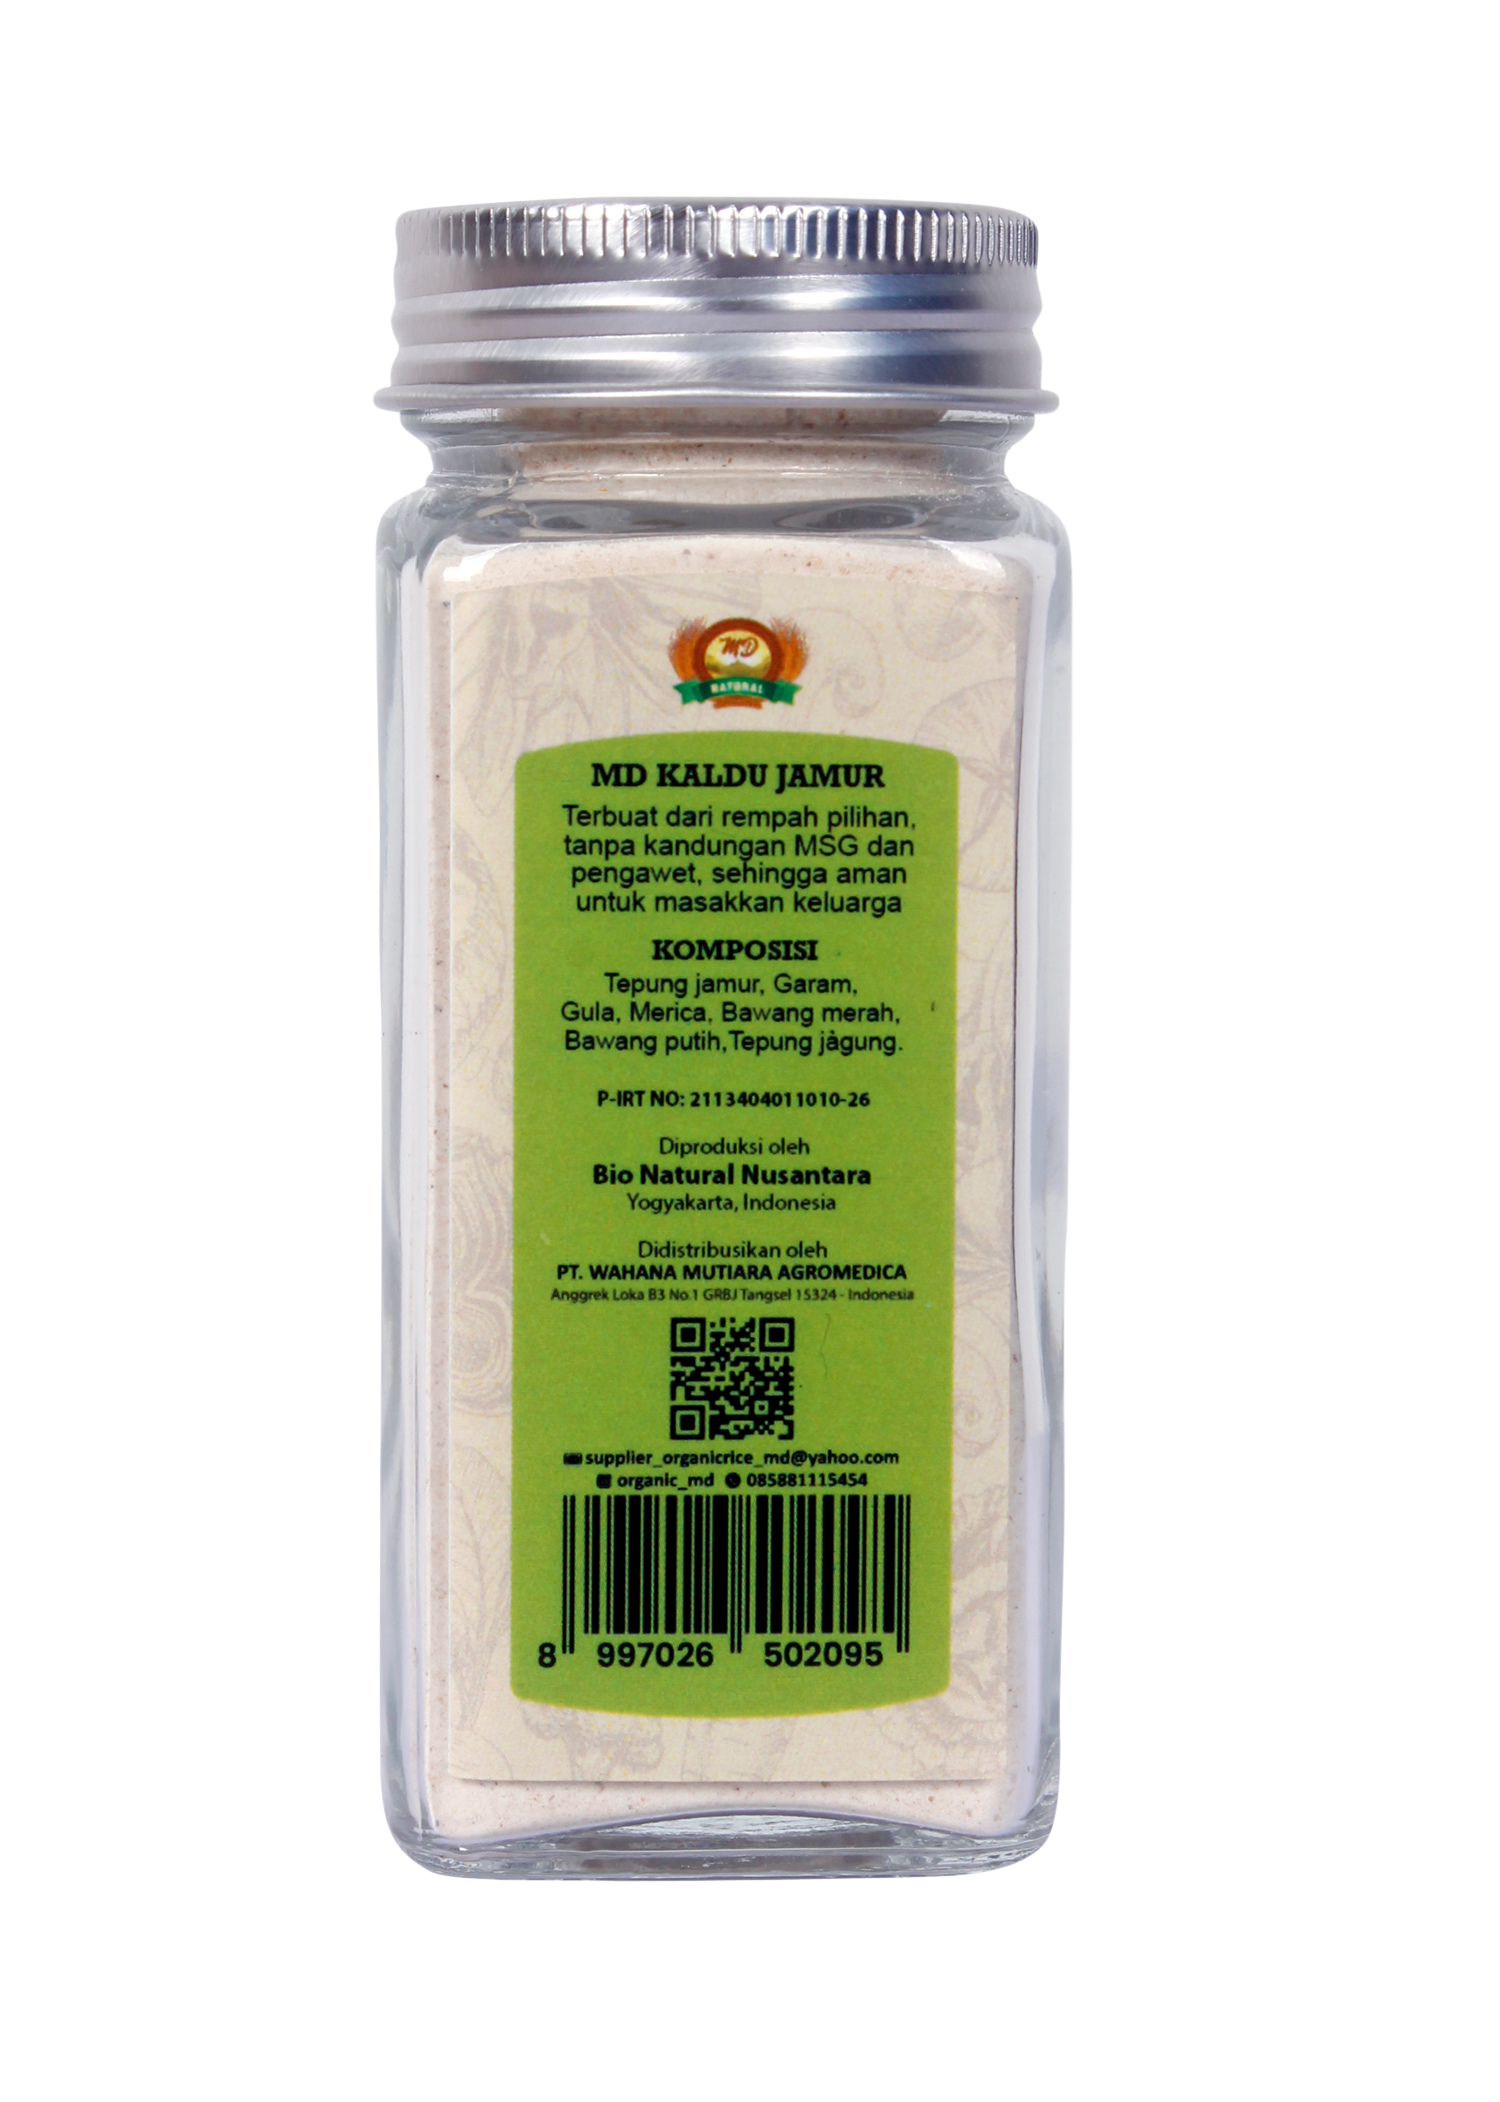 MD
NATURAL
MD KALDU JAMUR
Terbuat dari rempah pilihan,
tanpa kandungan MSG dan
pengawet, sehingga aman
untuk masakkan keluarga
KOMPOSISI
Tepung jamur, Garam,
Gula, Merica, Bawang merah,
Bawang putih,Tepung jagung.
P-IRT NO: 2113404011010-26
Diproduksi oleh
Bio Natural Nusantara
Yogyakarta, Indonesia
Didistribusikan oleh
PT. WAHANA MUTIARA AGROMEDICA
Anggrek Loka B3 No.1 GRBJ Tangsel 15324 - Indonesia
supplier_organicrice_md@yahoo.com
organic_md 085881115454
8 997026 502095